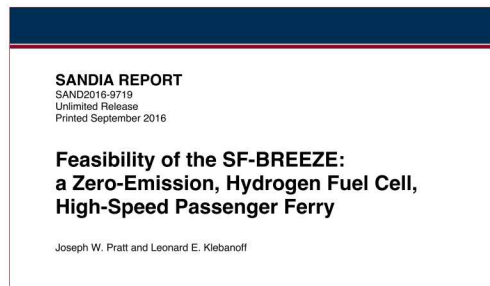 SANDIA REPORT
SAND2016-9719
Unlimited Release
Printed September 2016
Feasibility of the SF-BREEZE:
a Zero-Emission, Hydrogen Fuel Cell,
High-Speed Passenger Ferry
Joseph W. Pratt and Leonard E. Klebanoff